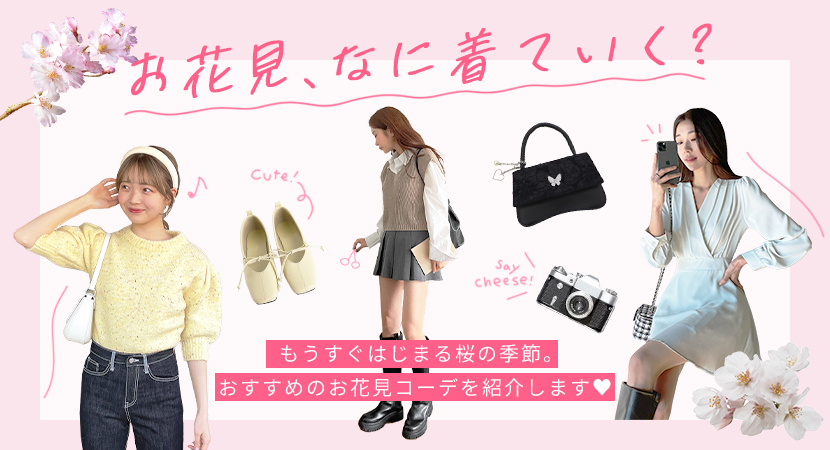 お花見、なに着ていく?
cute!
say
cheese!
もうすぐはじまる桜の季節。
おすすめのお花見コーデを紹介します♥